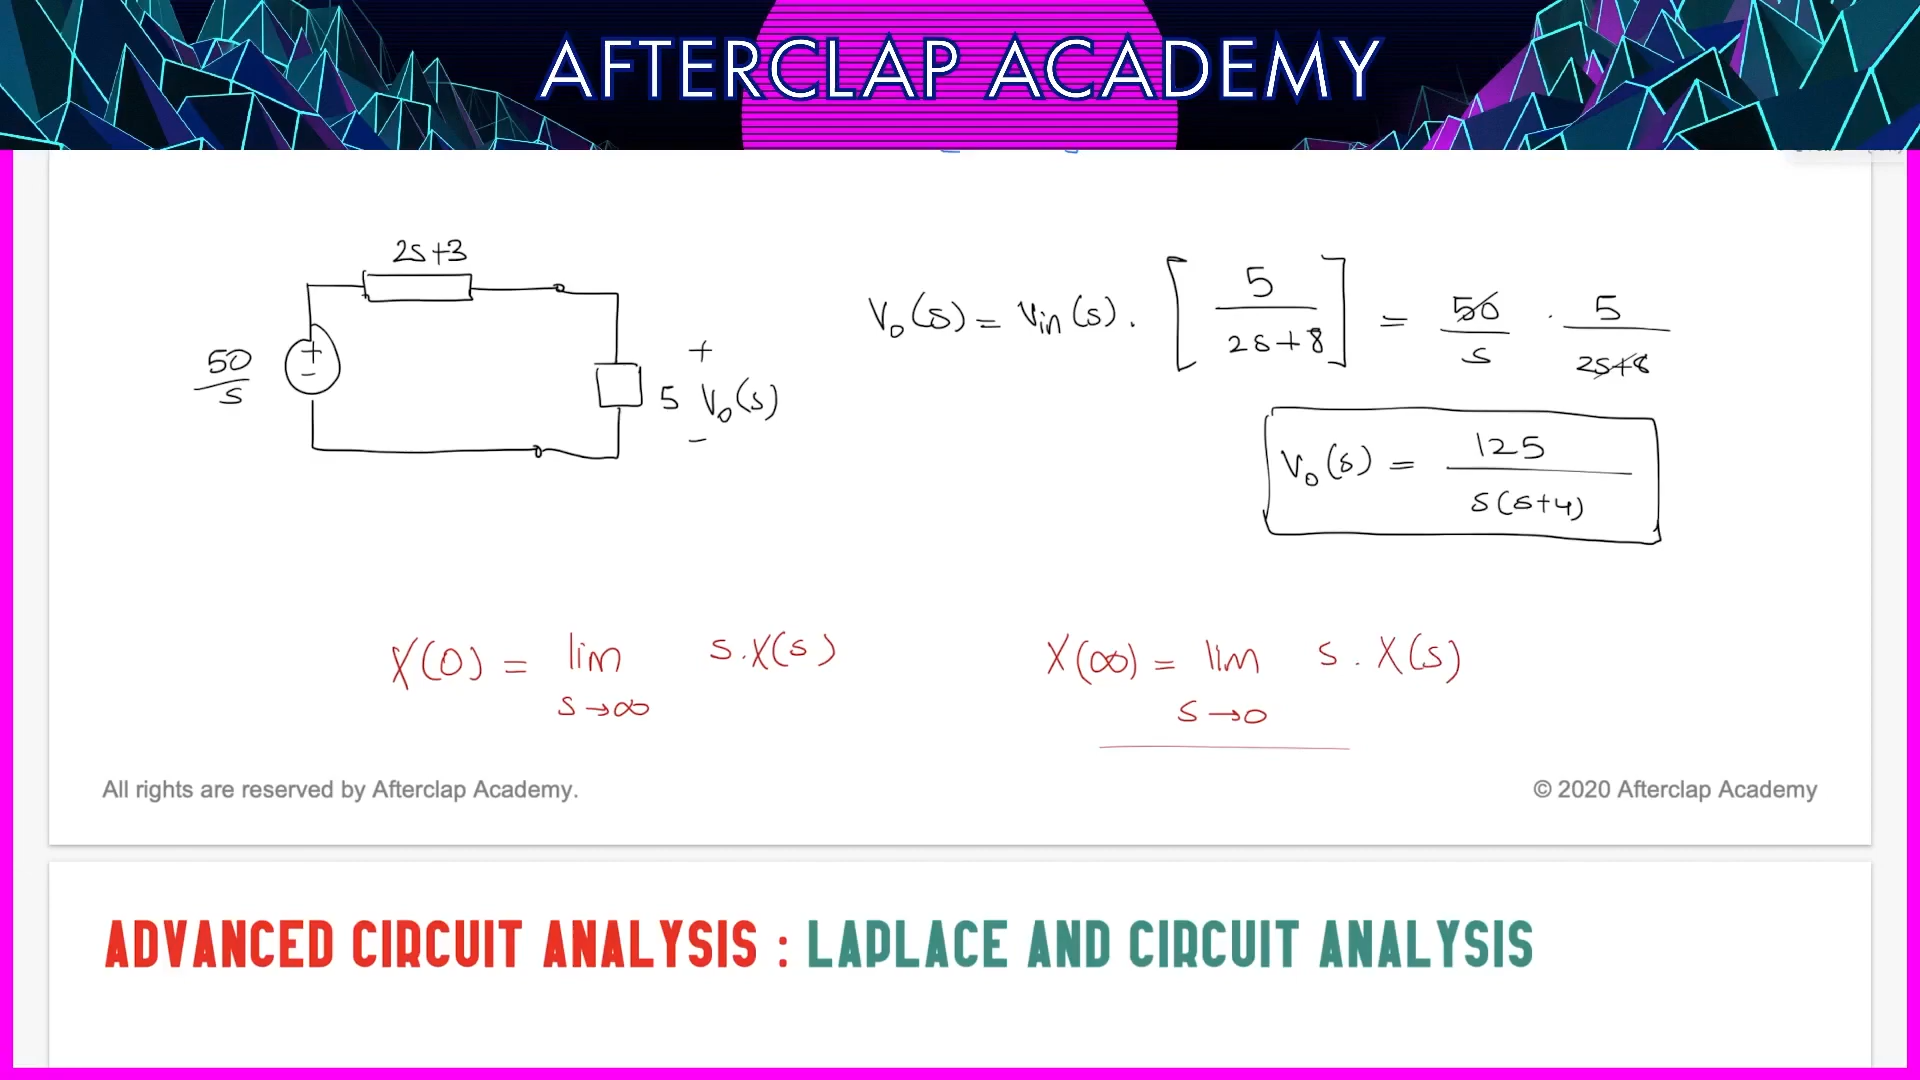 AFTERCLAP ACADEMY
2s+3
50/s
+
-
+
5 V₀(s)
-
V₀(s) = Vin(s) . [ 5/2s+8 ] = 50/s . 5/2s+8
V₀(s) = 125/s(s+4)
X(0) = lim s→∞ s.X(s)
X(∞) = lim s→0 s . X(s)
All rights are reserved by Afterclap Academy.
© 2020 Afterclap Academy
ADVANCED CIRCUIT ANALYSIS : LAPLACE AND CIRCUIT ANALYSIS